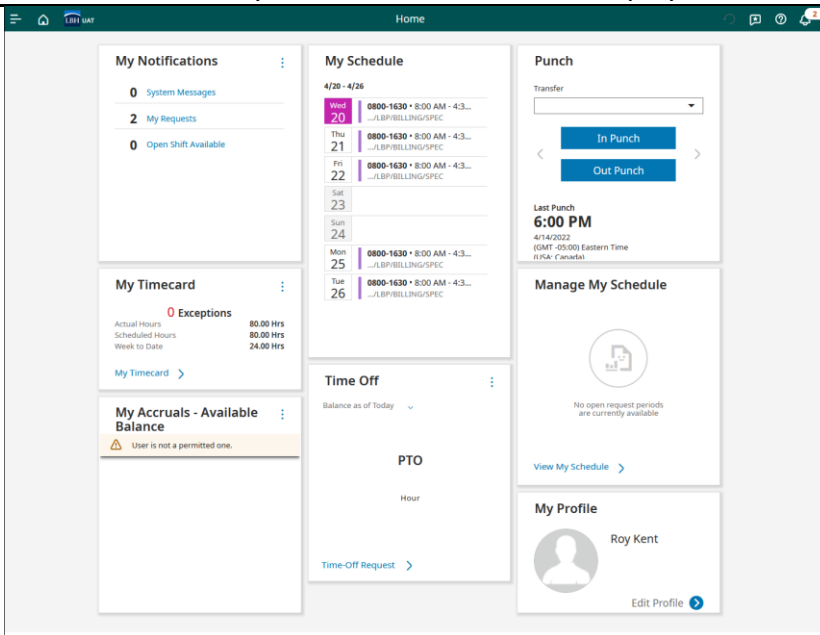 LBH UAT
Home
2
My Notifications
0 System Messages
2 My Requests
0 Open Shift Available
My Timecard
0 Exceptions
Actual Hours 80.00 Hrs
Scheduled Hours 80.00 Hrs
Week to Date 24.00 Hrs
My Timecard
My Accruals - Available
Balance
User is not a permitted one.
My Schedule
4/20 - 4/26
Wed
20
0800-1630 • 8:00 AM - 4:3...
.../LBP/BILLING/SPEC
Thu
21
0800-1630 • 8:00 AM - 4:3...
.../LBP/BILLING/SPEC
Fri
22
0800-1630 • 8:00 AM - 4:3...
.../LBP/BILLING/SPEC
Sat
23
Sun
24
Mon
25
0800-1630 • 8:00 AM - 4:3...
.../LBP/BILLING/SPEC
Tue
26
0800-1630 • 8:00 AM - 4:3...
.../LBP/BILLING/SPEC
Time Off
Balance as of Today
PTO
Hour
Time-Off Request
Punch
Transfer
In Punch
Out Punch
Last Punch
6:00 PM
4/14/2022
(GMT -05:00) Eastern Time
(USA; Canada)
Manage My Schedule
No open request periods
are currently available
View My Schedule
My Profile
Roy Kent
Edit Profile